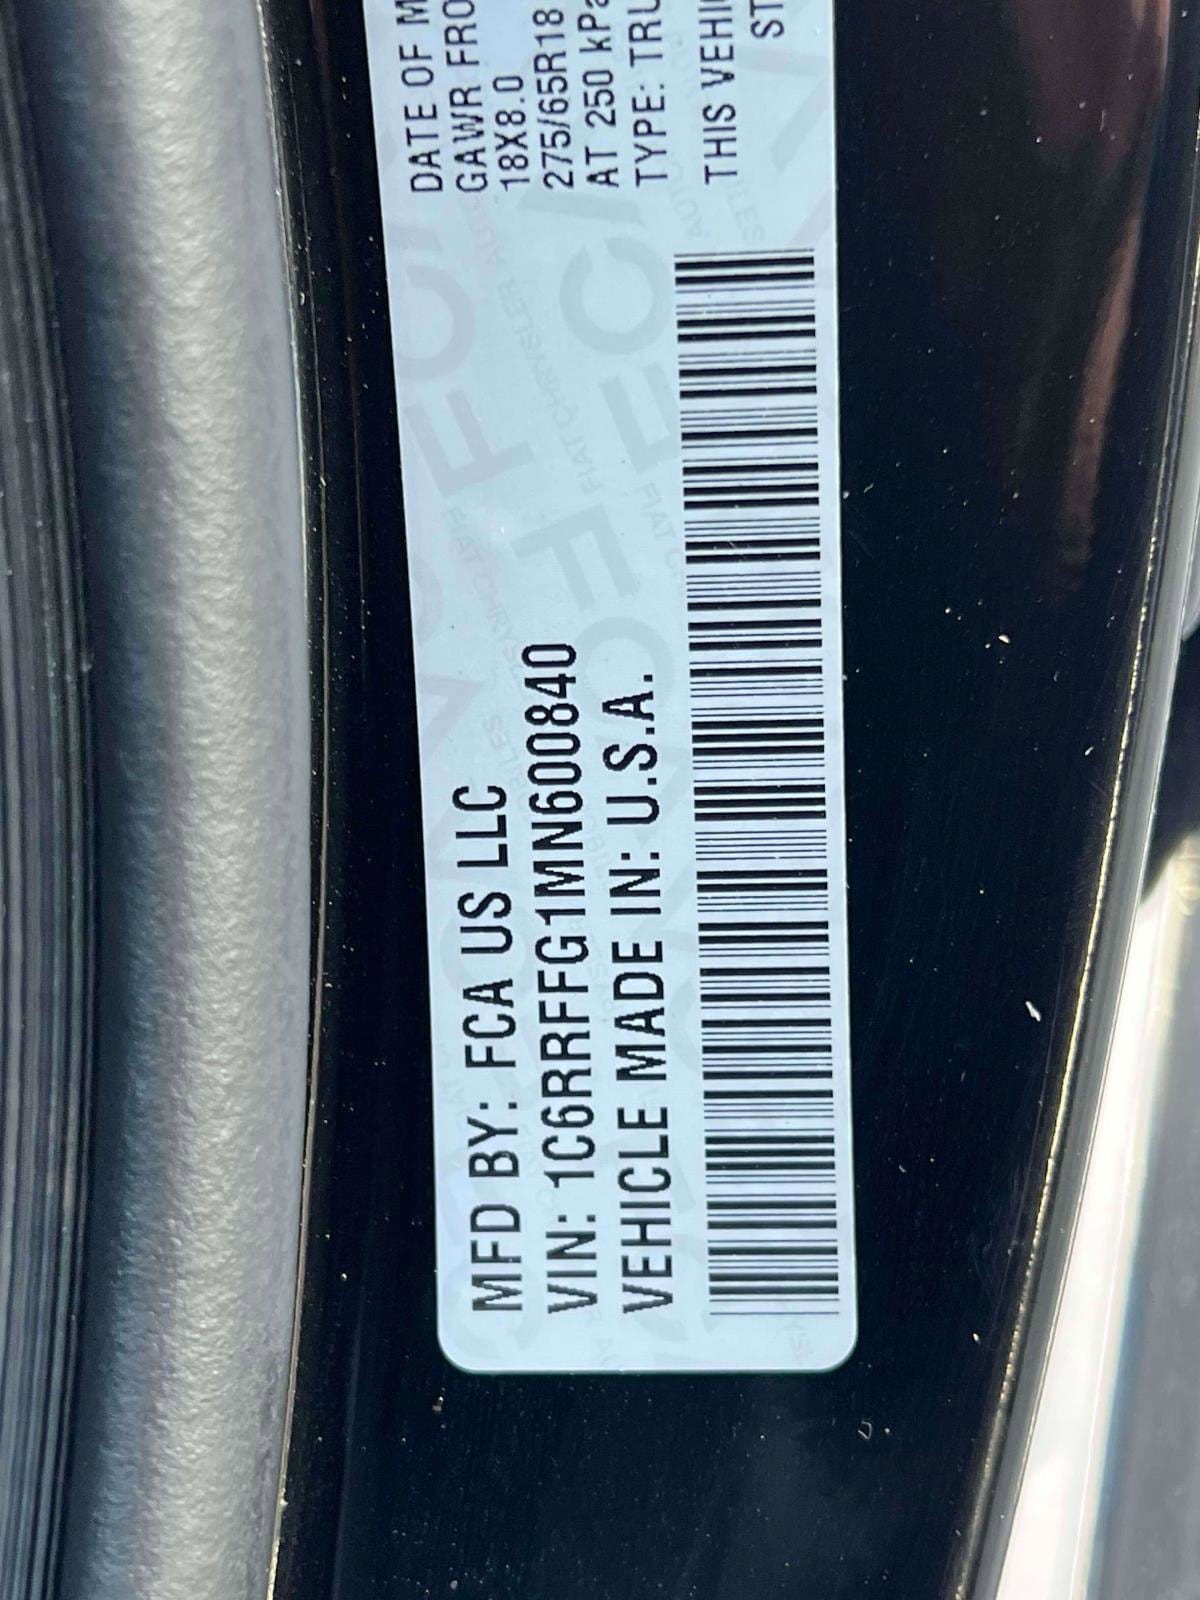 MFD BY: FCA US LLC
VIN: 1C6RRFFG1MN600840
VEHICLE MADE IN: U.S.A.
DATE OF M
GAWR FRO
18X8.0
275/65R18
AT 250 kPa
TYPE: TRU
THIS VEHI
ST